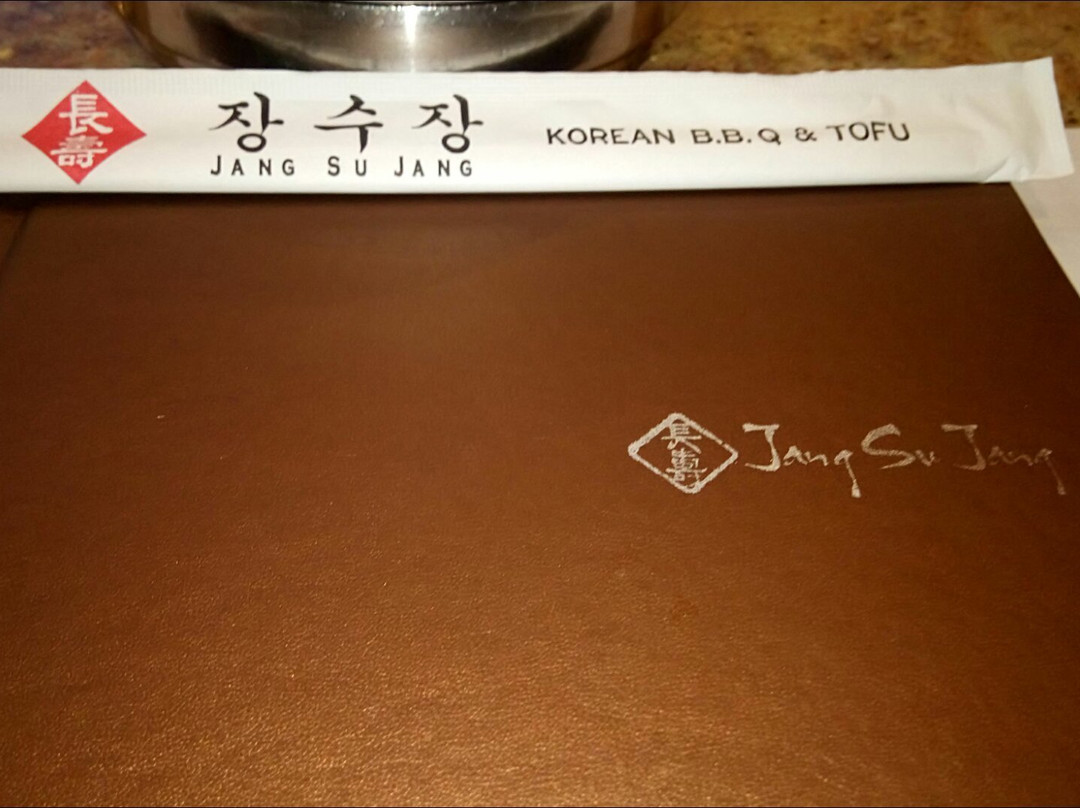 長壽
장수장
JANG SU JANG
KOREAN B.B.Q & TOFU
長壽
Jang Su Jang